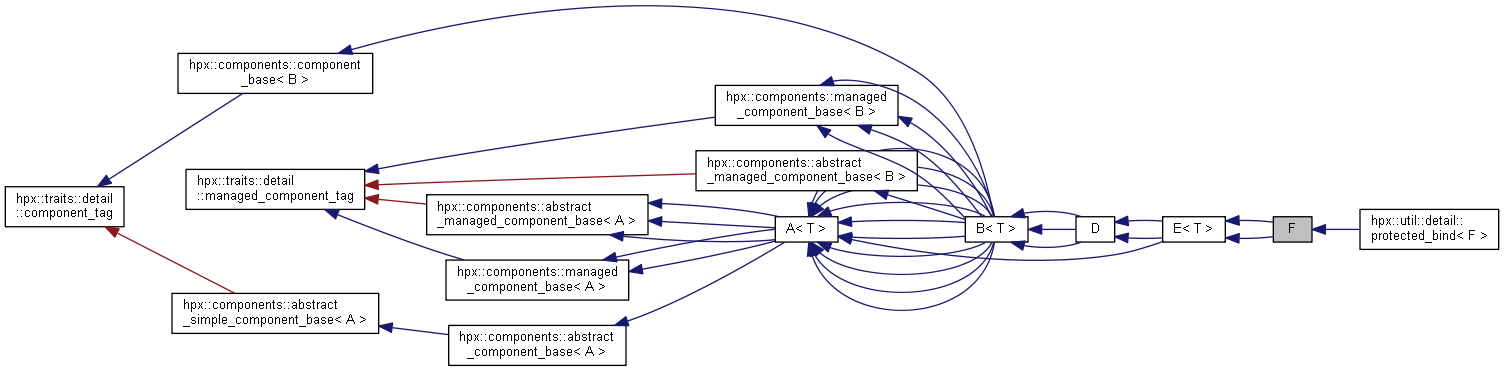 hpx::components::component
_base< B >
hpx::components::managed
_component_base< B >
hpx::components::abstract
_managed_component_base< B >
hpx::traits::detail
::managed_component_tag
hpx::traits::detail
::component_tag
hpx::components::abstract
_managed_component_base< A >
A< T >
B< T >
D
E< T >
F
hpx::util::detail::
protected_bind< F >
hpx::components::managed
_component_base< A >
hpx::components::abstract
_simple_component_base< A >
hpx::components::abstract
_component_base< A >